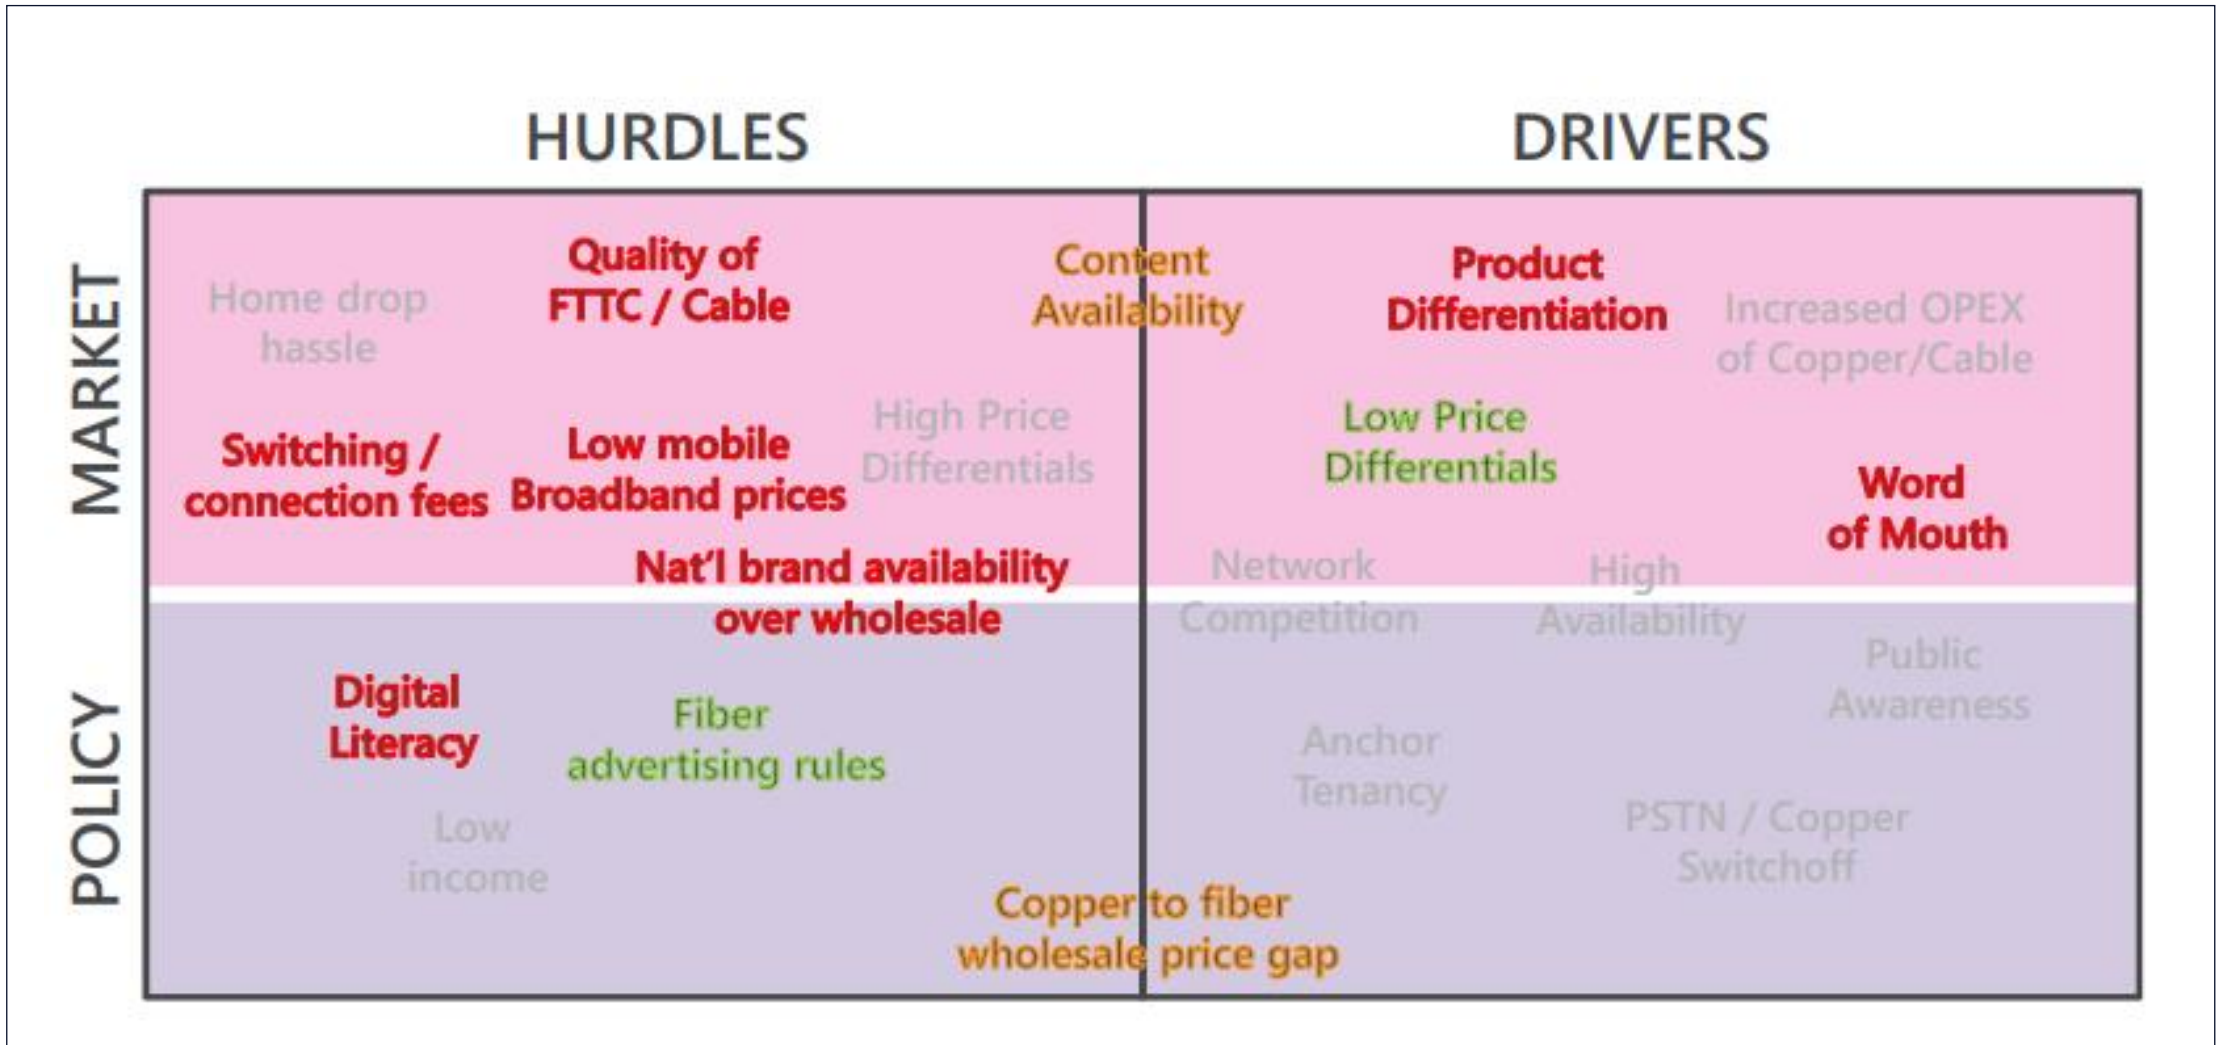 HURDLES
DRIVERS
MARKET
Home drop
hassle
Quality of
FTTC / Cable
Content
Availability
Product
Differentiation
Increased OPEX
of Copper/Cable
Switching /
connection fees
Low mobile
Broadband prices
High Price
Differentials
Low Price
Differentials
Word
of Mouth
Nat'l brand availability
over wholesale
Network
Competition
High
Availability
POLICY
Digital
Literacy
Fiber
advertising rules
Public
Awareness
Anchor
Tenancy
Low
income
PSTN / Copper
Switchoff
Copper to fiber
wholesale price gap